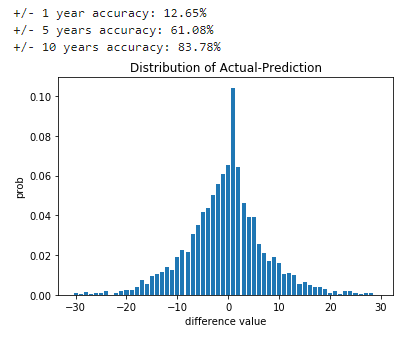 +/- 1 year accuracy: 12.65%
+/- 5 years accuracy: 61.08%
+/- 10 years accuracy: 83.78%
Distribution of Actual-Prediction
0.10
0.08
0.06
0.04
0.02
0.00
prob
−30 −20 −10 0 10 20 30
difference value